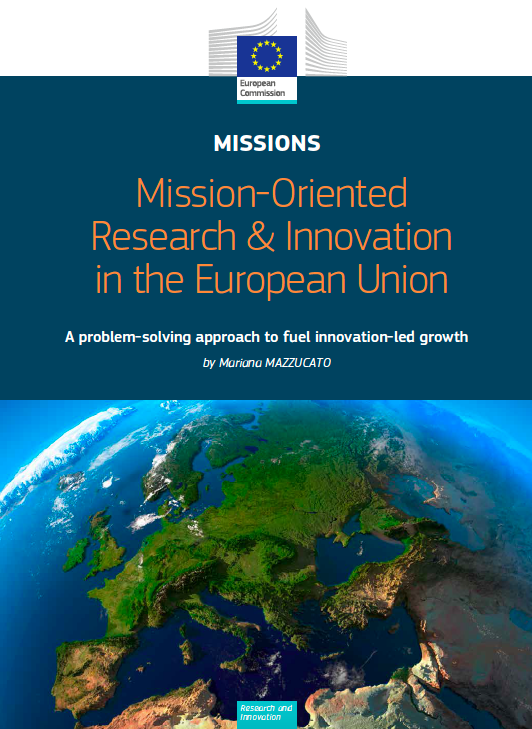 European
Commission
MISSIONS
Mission-Oriented
Research & Innovation
in the European Union
A problem-solving approach to fuel innovation-led growth
by Mariana MAZZUCATO
Research and
Innovation